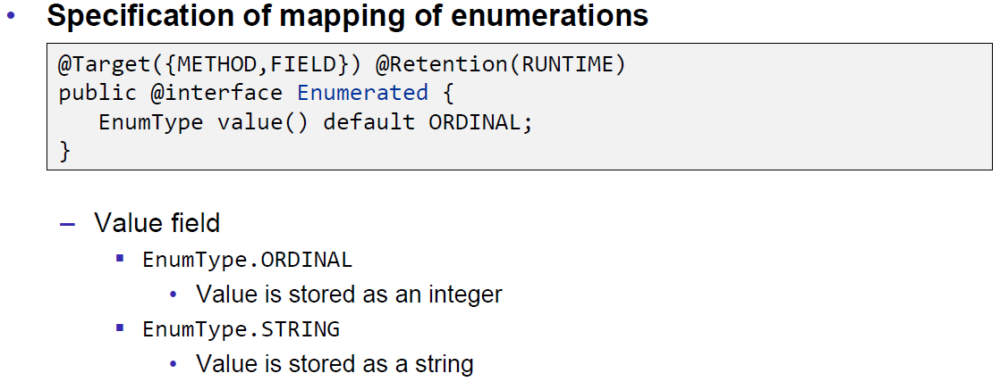 • Specification of mapping of enumerations
@Target({METHOD,FIELD}) @Retention(RUNTIME)
public @interface Enumerated {
   EnumType value() default ORDINAL;
}
– Value field
▪ EnumType.ORDINAL
• Value is stored as an integer
▪ EnumType.STRING
• Value is stored as a string